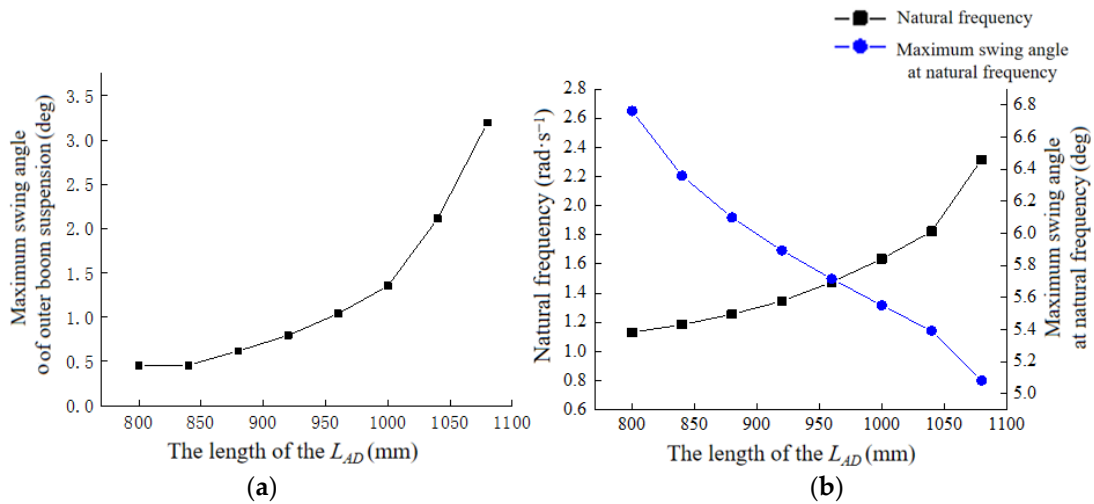 Natural frequency
Maximum swing angle
at natural frequency
Maximum swing angle
o of outer boom suspension (deg)
3.5
3.0
2.5
2.0
1.5
1.0
0.5
0.0
800 850 900 950 1000 1050 1100
The length of the L_AD (mm)
(a)
Natural frequency (rad·s⁻¹)
2.8
2.6
2.4
2.2
2.0
1.8
1.6
1.4
1.2
1.0
0.8
0.6
6.8
6.6
6.4
6.2
6.0
5.8
5.6
5.4
5.2
5.0
Maximum swing angle
at natural frequency (deg)
800 850 900 950 1000 1050 1100
The length of the L_AD (mm)
(b)